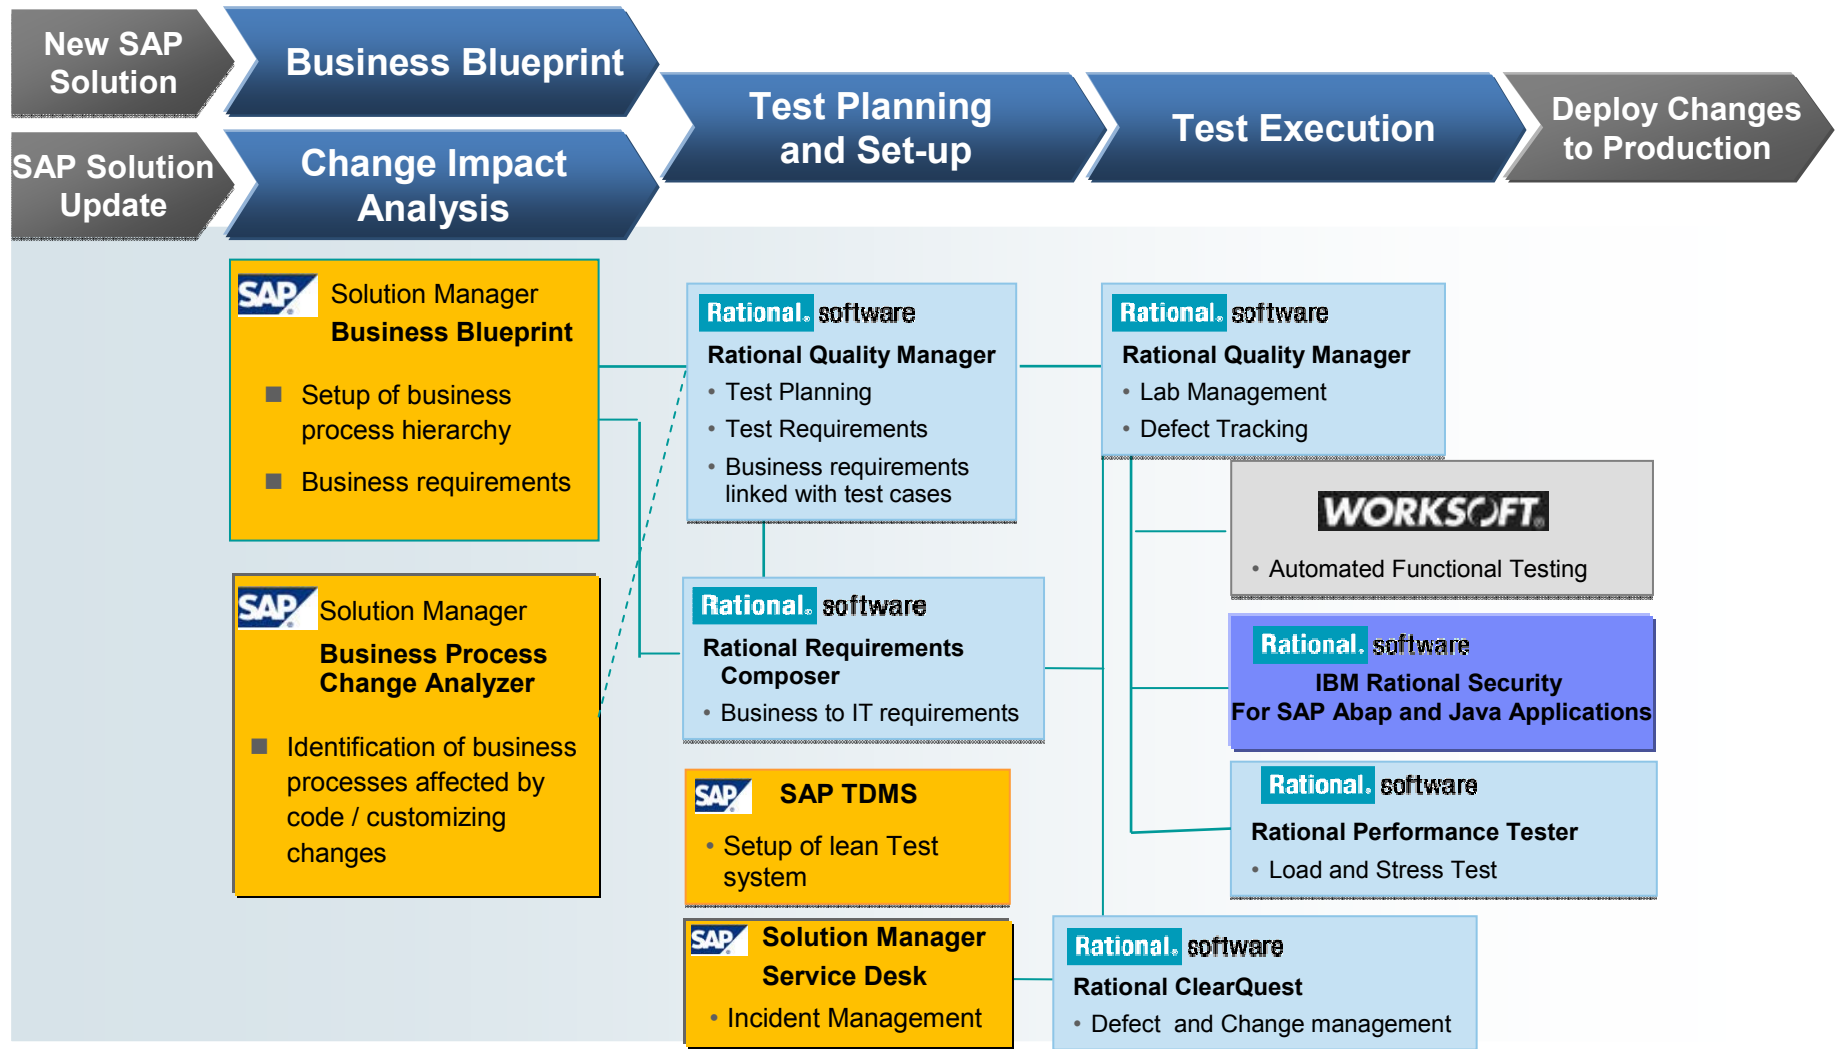 New SAP
Solution
Business Blueprint
SAP Solution
Update
Change Impact
Analysis
Test Planning
and Set-up
Test Execution
Deploy Changes
to Production
SAP
Solution Manager
Business Blueprint
Setup of business
process hierarchy
Business requirements
SAP
Solution Manager
Business Process
Change Analyzer
Identification of business
processes affected by
code / customizing
changes
Rational. software
Rational Quality Manager
• Test Planning
• Test Requirements
• Business requirements
linked with test cases
Rational. software
Rational Requirements
Composer
• Business to IT requirements
SAP
SAP TDMS
• Setup of lean Test
system
SAP
Solution Manager
Service Desk
• Incident Management
Rational. software
Rational Quality Manager
• Lab Management
• Defect Tracking
WORKSOFT
• Automated Functional Testing
Rational. software
IBM Rational Security
For SAP Abap and Java Applications
Rational. software
Rational Performance Tester
• Load and Stress Test
Rational. software
Rational ClearQuest
• Defect and Change management